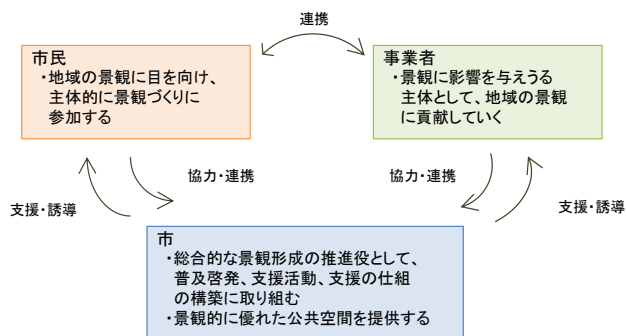 連携
市民
・地域の景観に目を向け、
主体的に景観づくりに
参加する
事業者
・景観に影響を与えうる
主体として、地域の景観
に貢献していく
協力・連携
協力・連携
支援・誘導
支援・誘導
市
・総合的な景観形成の推進役として、
普及啓発、支援活動、支援の仕組
の構築に取り組む
・景観的に優れた公共空間を提供する